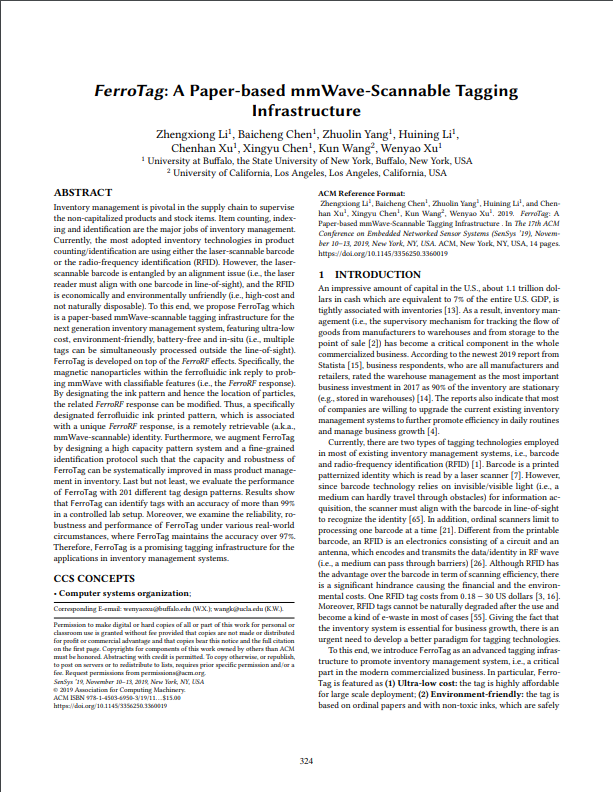 FerroTag: A Paper-based mmWave-Scannable Tagging
Infrastructure
Zhengxiong Li1, Baicheng Chen1, Zhuolin Yang1, Huining Li1,
Chenhan Xu1, Xingyu Chen1, Kun Wang2, Wenyao Xu1
1 University at Buffalo, the State University of New York, Buffalo, New York, USA
2 University of California, Los Angeles, Los Angeles, California, USA
ABSTRACT
Inventory management is pivotal in the supply chain to supervise
the non-capitalized products and stock items. Item counting, index-
ing and identification are the major jobs of inventory management.
Currently, the most adopted inventory technologies in product
counting/identification are using either the laser-scannable barcode
or the radio-frequency identification (RFID). However, the laser-
scannable barcode is entangled by an alignment issue (i.e., the laser
reader must align with one barcode in line-of-sight), and the RFID
is economically and environmentally unfriendly (i.e., high-cost and
not naturally disposable). To this end, we propose FerroTag which
is a paper-based mmWave-scannable tagging infrastructure for the
next generation inventory management system, featuring ultra-low
cost, environment-friendly, battery-free and in-situ (i.e., multiple
tags can be simultaneously processed outside the line-of-sight).
FerroTag is developed on top of the FerroRF effects. Specifically, the
magnetic nanoparticles within the ferrofluidic ink reply to prob-
ing mmWave with classifiable features (i.e., the FerroRF response).
By designating the ink pattern and hence the location of particles,
the related FerroRF response can be modified. Thus, a specifically
designated ferrofluidic ink printed pattern, which is associated
with a unique FerroRF response, is a remotely retrievable (a.k.a.,
mmWave-scannable) identity. Furthermore, we augment FerroTag
by designing a high capacity pattern system and a fine-grained
identification protocol such that the capacity and robustness of
FerroTag can be systematically improved in mass product manage-
ment in inventory. Last but not least, we evaluate the performance
of FerroTag with 201 different tag design patterns. Results show
that FerroTag can identify tags with an accuracy of more than 99%
in a controlled lab setup. Moreover, we examine the reliability, ro-
bustness and performance of FerroTag under various real-world
circumstances, where FerroTag maintains the accuracy over 97%.
Therefore, FerroTag is a promising tagging infrastructure for the
applications in inventory management systems.
CCS CONCEPTS
• Computer systems organization;
Corresponding E-mail: wenyaoxu@buffalo.edu (W.X.); wangk@ucla.edu (K.W.).
Permission to make digital or hard copies of all or part of this work for personal or
classroom use is granted without fee provided that copies are not made or distributed
for profit or commercial advantage and that copies bear this notice and the full citation
on the first page. Copyrights for components of this work owned by others than ACM
must be honored. Abstracting with credit is permitted. To copy otherwise, or republish,
to post on servers or to redistribute to lists, requires prior specific permission and/or a
fee. Request permissions from permissions@acm.org.
SenSys '19, November 10–13, 2019, New York, NY, USA
© 2019 Association for Computing Machinery.
ACM ISBN 978-1-4503-6950-3/19/11...$15.00
https://doi.org/10.1145/3356250.3360019
ACM Reference Format:
Zhengxiong Li, Baicheng Chen, Zhuolin Yang, Huining Li, and Chen-
han Xu, Xingyu Chen, Kun Wang, Wenyao Xu. 2019. FerroTag: A
Paper-based mmWave-Scannable Tagging Infrastructure . In The 17th ACM
Conference on Embedded Networked Sensor Systems (SenSys '19), Novem-
ber 10–13, 2019, New York, NY, USA. ACM, New York, NY, USA, 14 pages.
https://doi.org/10.1145/3356250.3360019
1 INTRODUCTION
An impressive amount of capital in the U.S., about 1.1 trillion dol-
lars in cash which are equivalent to 7% of the entire U.S. GDP, is
tightly associated with inventories [13]. As a result, inventory man-
agement (i.e., the supervisory mechanism for tracking the flow of
goods from manufacturers to warehouses and from storage to the
point of sale [2]) has become a critical component in the whole
commercialized business. According to the newest 2019 report from
Statista [15], business respondents, who are all manufactures and
retailers, rated the warehouse management as the most important
business investment in 2017 as 90% of the inventory are stationary
(e.g., stored in warehouses) [14]. The reports also indicate that most
of companies are willing to upgrade the current existing inventory
management systems to further promote efficiency in daily routines
and manage business growth [4].
Currently, there are two types of tagging technologies employed
in most of existing inventory management systems, i.e., barcode
and radio-frequency identification (RFID) [1]. Barcode is a printed
patternized identity which is read by a laser scanner [7]. However,
since barcode technology relies on invisible/visible light (i.e., a
medium can hardly travel through obstacles) for information ac-
quisition, the scanner must align with the barcode in line-of-sight
to recognize the identity [65]. In addition, ordinal scanners limit to
processing one barcode at a time [21]. Different from the printable
barcode, an RFID is an electronics consisting of a circuit and an
antenna, which encodes and transmits the data/identity in RF wave
(i.e., a medium can pass through barriers) [26]. Although RFID has
the advantage over the barcode in term of scanning efficiency, there
is a significant hindrance causing the financial and the environ-
mental costs. One RFID tag costs from 0.18 − 30 US dollars [3, 16].
Moreover, RFID tags cannot be naturally degraded after the use and
become a kind of e-waste in most of cases [55]. Giving the fact that
the inventory system is essential for business growth, there is an
urgent need to develop a better paradigm for tagging technologies.
To this end, we introduce FerroTag as an advanced tagging infras-
tructure to promote inventory management system, i.e., a critical
part in the modern commercialized business. In particular, Ferro-
Tag is featured as (1) Ultra-low cost: the tag is highly affordable
for large scale deployment; (2) Environment-friendly: the tag is
based on ordinal papers and with non-toxic inks, which are safely
324